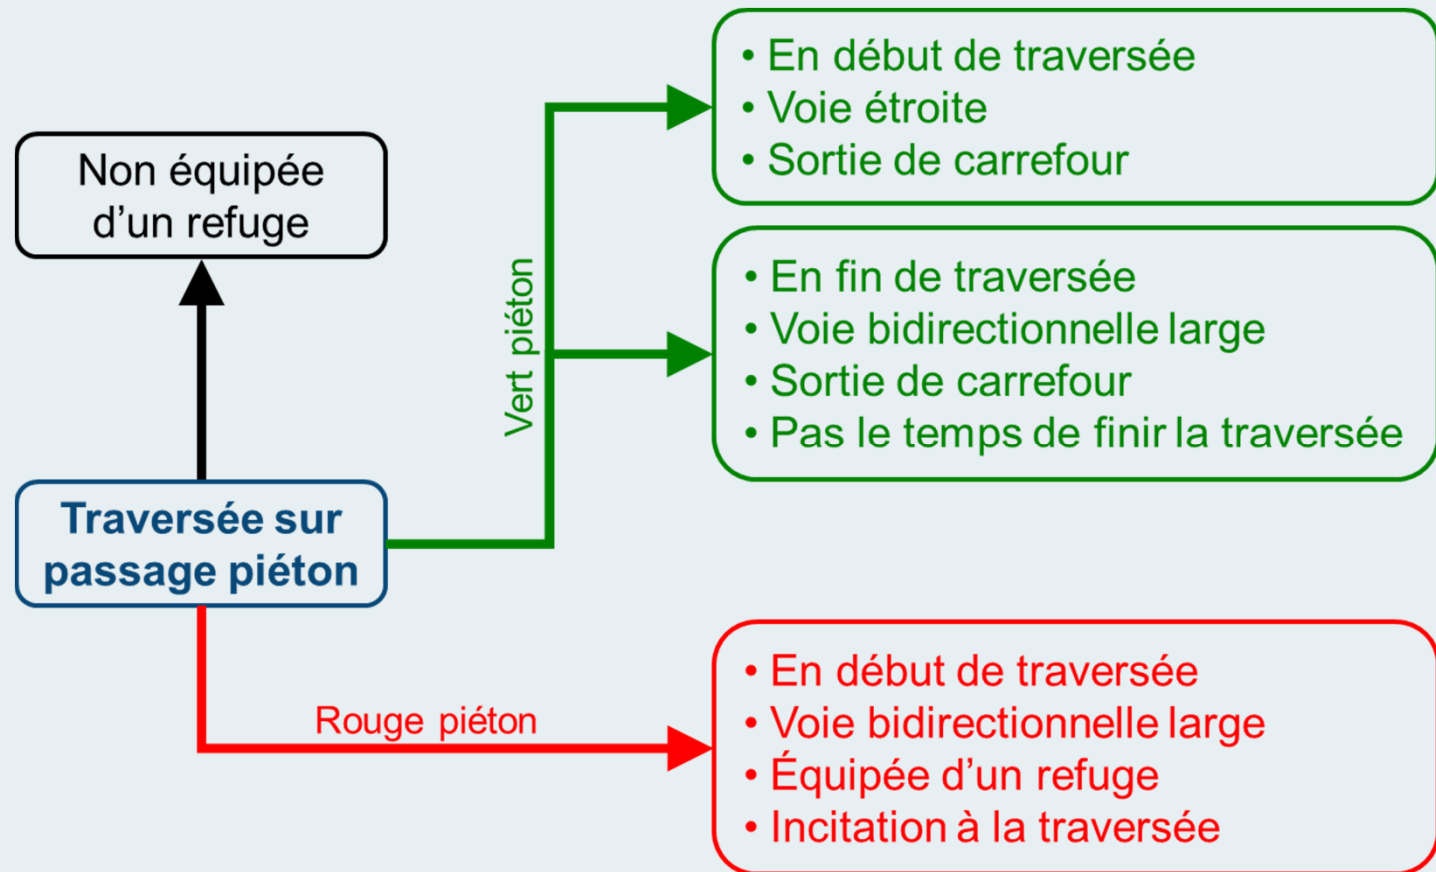 Non équipée
d’un refuge
Traversée sur
passage piéton
Vert piéton
• En début de traversée
• Voie étroite
• Sortie de carrefour
• En fin de traversée
• Voie bidirectionnelle large
• Sortie de carrefour
• Pas le temps de finir la traversée
Rouge piéton
• En début de traversée
• Voie bidirectionnelle large
• Équipée d’un refuge
• Incitation à la traversée